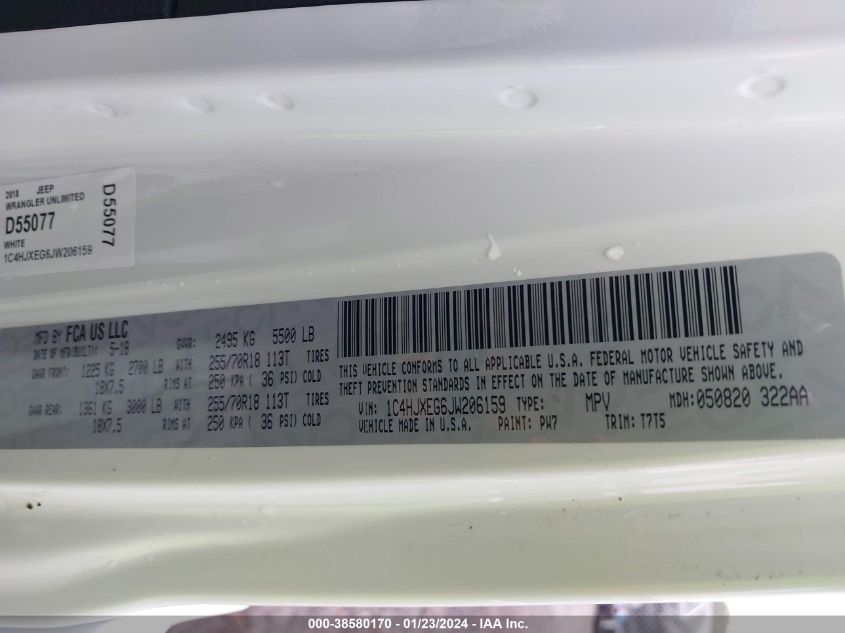 2018 JEEP
WRANGLER UNLIMITED
D55077
WHITE
1C4HJXEG6JW206159
D55077
MFD BY FCA US LLC
DATE OF MFR(BUILT): 5-18
GVWR: 2495 KG 5500 LB
GAWR FRONT: 1225 KG 2700 LB WITH 255/70R18 113T TIRES
18X7.5 RIMS AT 250 KPA ( 36 PSI) COLD
GAWR REAR: 1361 KG 3000 LB WITH 255/70R18 113T TIRES
18X7.5 RIMS AT 250 KPA ( 36 PSI) COLD
THIS VEHICLE CONFORMS TO ALL APPLICABLE U.S.A. FEDERAL MOTOR VEHICLE SAFETY AND
THEFT PREVENTION STANDARDS IN EFFECT ON THE DATE OF MANUFACTURE SHOWN ABOVE.
VIN: 1C4HJXEG6JW206159 TYPE: MPV MDH:050820 322AA
VEHICLE MADE IN U.S.A. PAINT: PW7 TRIM: T7T5
000-38580170 — 01/23/2024 — IAA Inc.